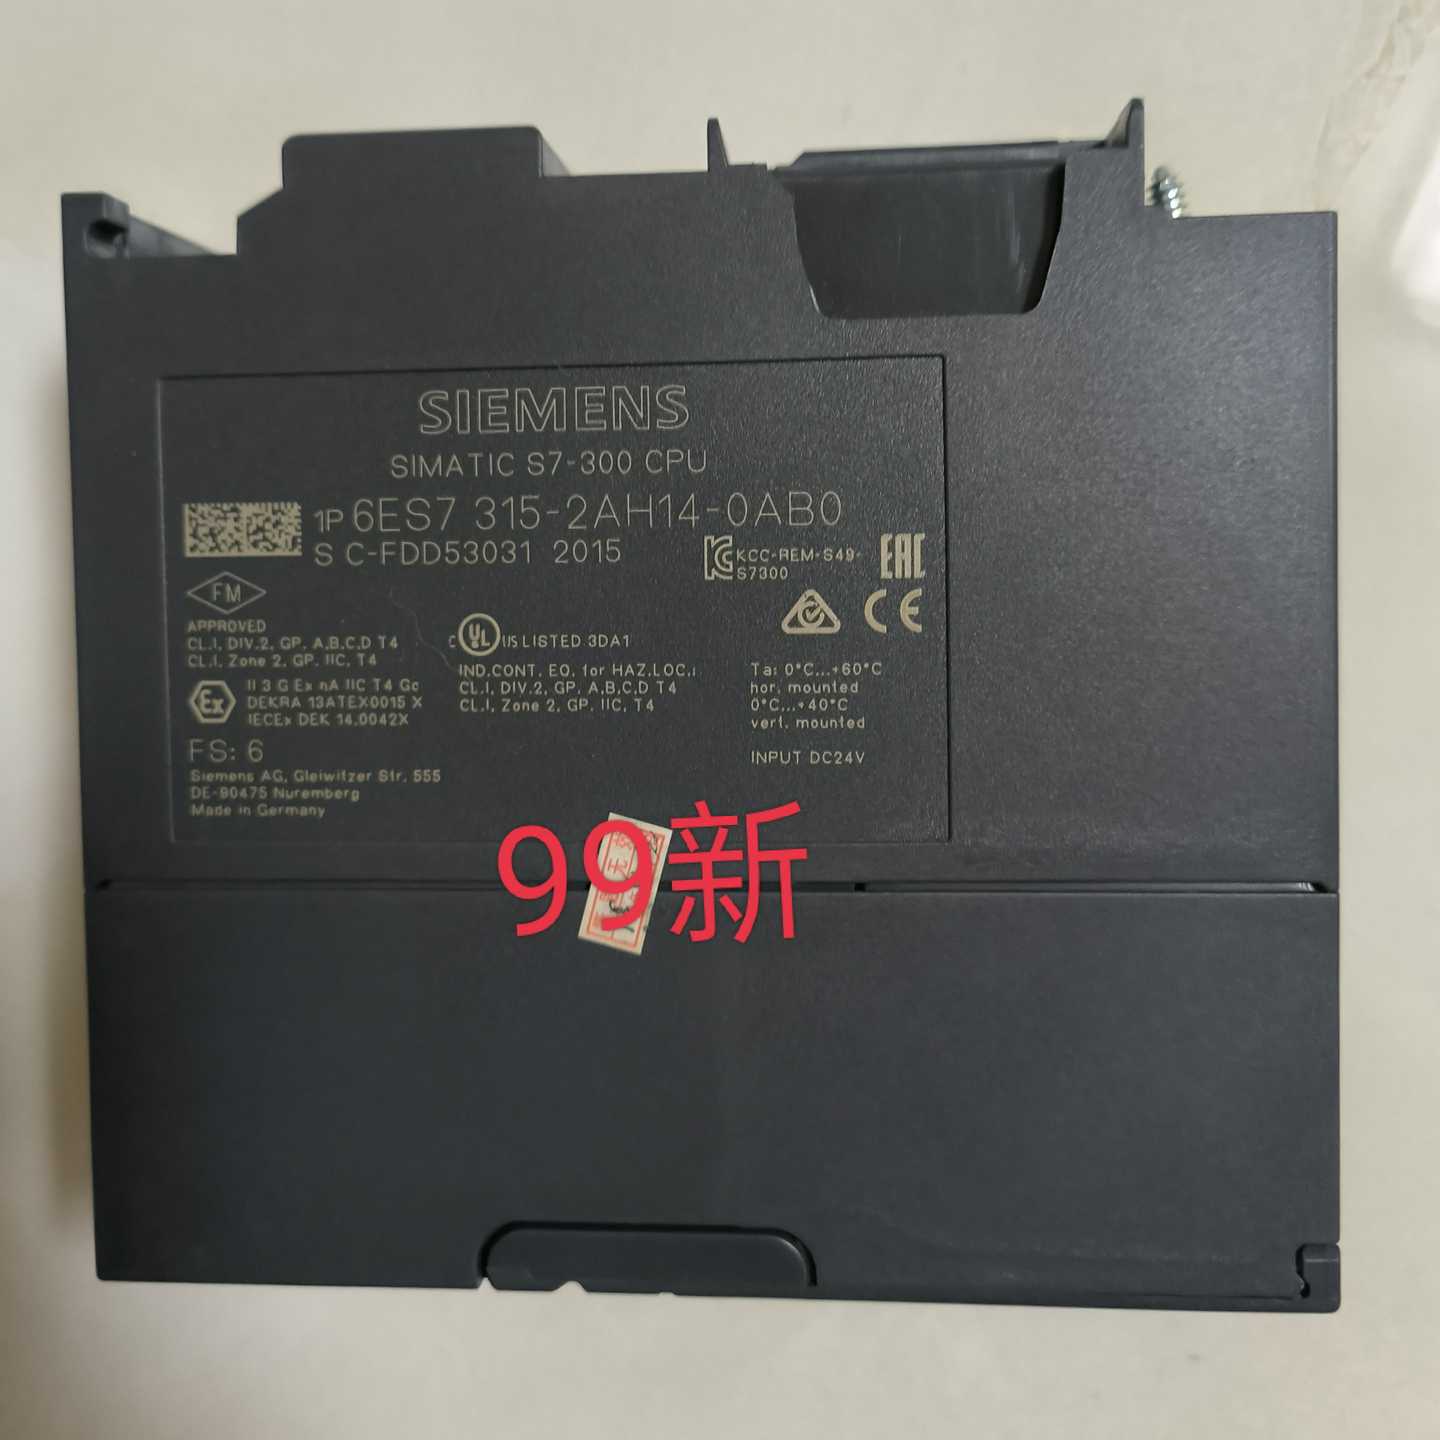 SIEMENS
SIMATIC S7-300 CPU
1P 6ES7 315-2AH14-0AB0
S C-FDD53031 2015
KCC-REM-S49-
S7300
EAC
FM
APPROVED
CL.I, DIV.2, GP. A,B,C,D T4
CL.I, Zone 2, GP. IIC, T4
C UL US LISTED 3DA1
CE
IND.CONT. EQ. for HAZ.LOC.:
CL.I, DIV.2, GP. A,B,C,D T4
CL.I, Zone 2, GP. IIC, T4
Ta: 0°C...+60°C
hor. mounted
0°C...+40°C
vert. mounted
INPUT DC24V
Ex
II 3 G Ex nA IIC T4 Gc
DEKRA 13ATEX0015 X
IECEx DEK 14.0042X
FS: 6
Siemens AG, Gleiwitzer Str. 555
DE-90475 Nuremberg
Made in Germany
99新